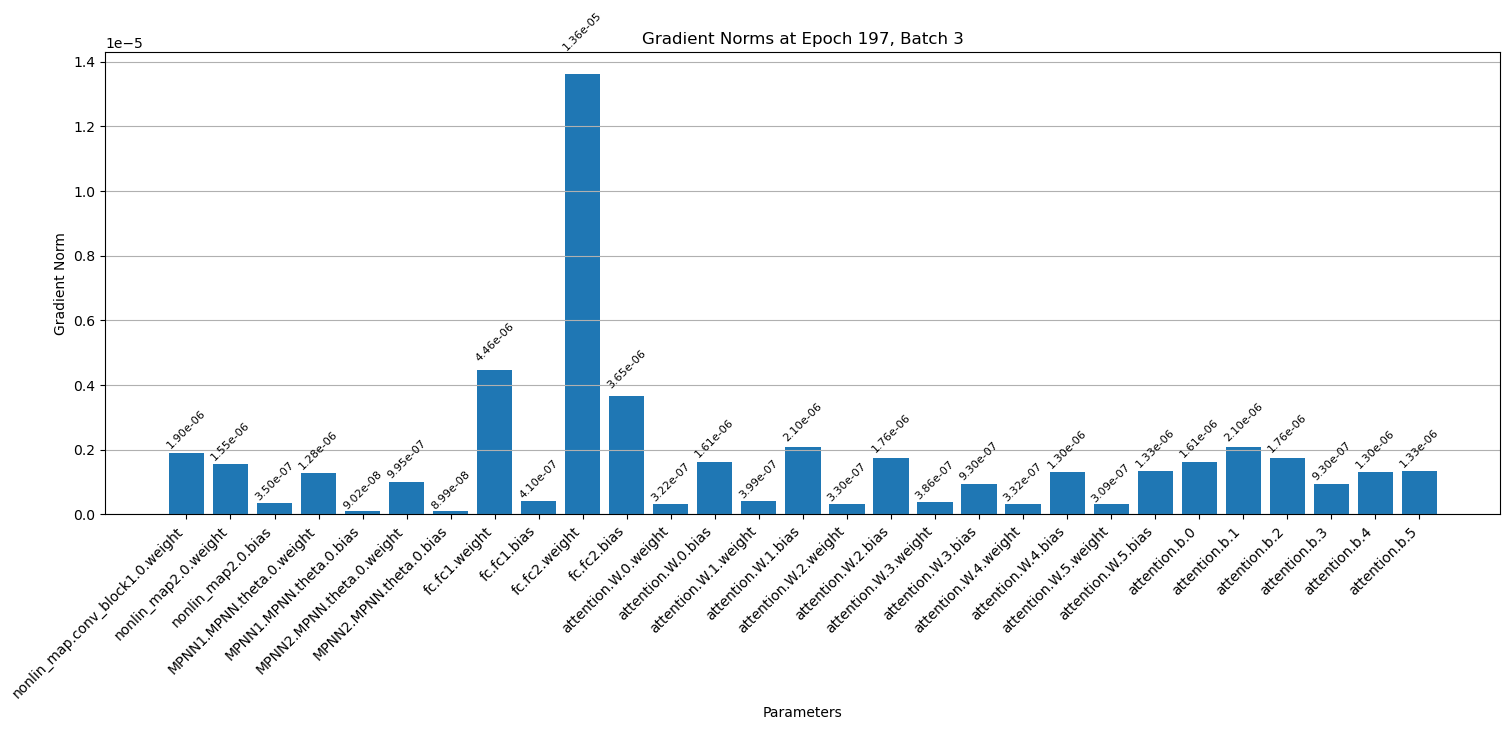 Gradient Norms at Epoch 197, Batch 3
1e−5
1.4
1.2
1.0
0.8
0.6
0.4
0.2
0.0
Gradient Norm
1.90e-06
1.55e-06
3.50e-07
1.28e-06
9.02e-08
9.95e-07
8.99e-08
4.46e-06
4.10e-07
1.36e-05
3.65e-06
3.22e-07
1.61e-06
3.99e-07
2.10e-06
3.30e-07
1.76e-06
3.86e-07
9.30e-07
3.32e-07
1.30e-06
3.09e-07
1.33e-06
1.61e-06
2.10e-06
1.76e-06
9.30e-07
1.30e-06
1.33e-06
nonlin_map.conv_block1.0.weight
nonlin_map2.0.weight
nonlin_map2.0.bias
MPNN1.MPNN.theta.0.weight
MPNN1.MPNN.theta.0.bias
MPNN2.MPNN.theta.0.weight
MPNN2.MPNN.theta.0.bias
fc.fc1.weight
fc.fc1.bias
fc.fc2.weight
fc.fc2.bias
attention.W.0.weight
attention.W.0.bias
attention.W.1.weight
attention.W.1.bias
attention.W.2.weight
attention.W.2.bias
attention.W.3.weight
attention.W.3.bias
attention.W.4.weight
attention.W.4.bias
attention.W.5.weight
attention.W.5.bias
attention.b.0
attention.b.1
attention.b.2
attention.b.3
attention.b.4
attention.b.5
Parameters